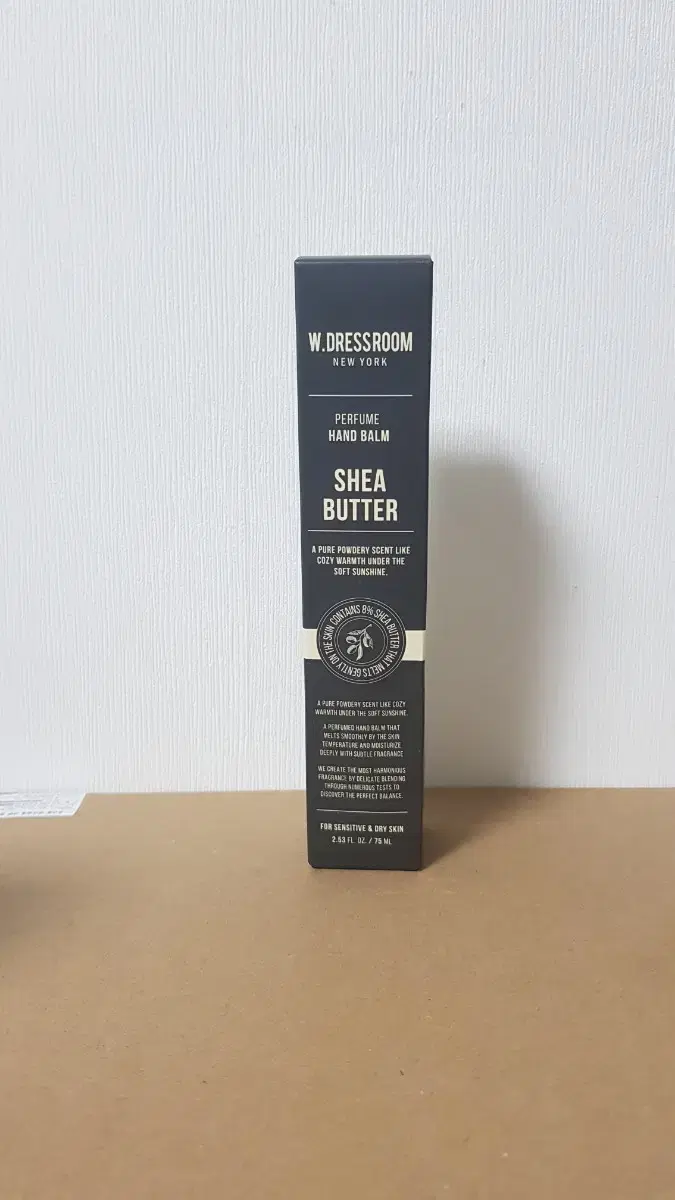 W.DRESSROOM
NEW YORK
PERFUME
HAND BALM
SHEA
BUTTER
A PURE POWDERY SCENT LIKE
COZY WARMTH UNDER THE
SOFT SUNSHINE.
CONTAINS 8% SHEA BUTTER THAT MELTS GENTLY ON THE SKIN
A PURE POWDERY SCENT LIKE COZY
WARMTH UNDER THE SOFT SUNSHINE.
A PERFUMED HAND BALM THAT
MELTS SMOOTHLY BY THE SKIN
TEMPERATURE AND MOISTURIZE
DEEPLY WITH SUBTLE FRAGRANCE
WE CREATE THE MOST HARMONIOUS
FRAGRANCE BY DELICATE BLENDING
THROUGH NUMEROUS TESTS TO
DISCOVER THE PERFECT BALANCE.
FOR SENSITIVE & DRY SKIN
2.53 FL. OZ. / 75 ML